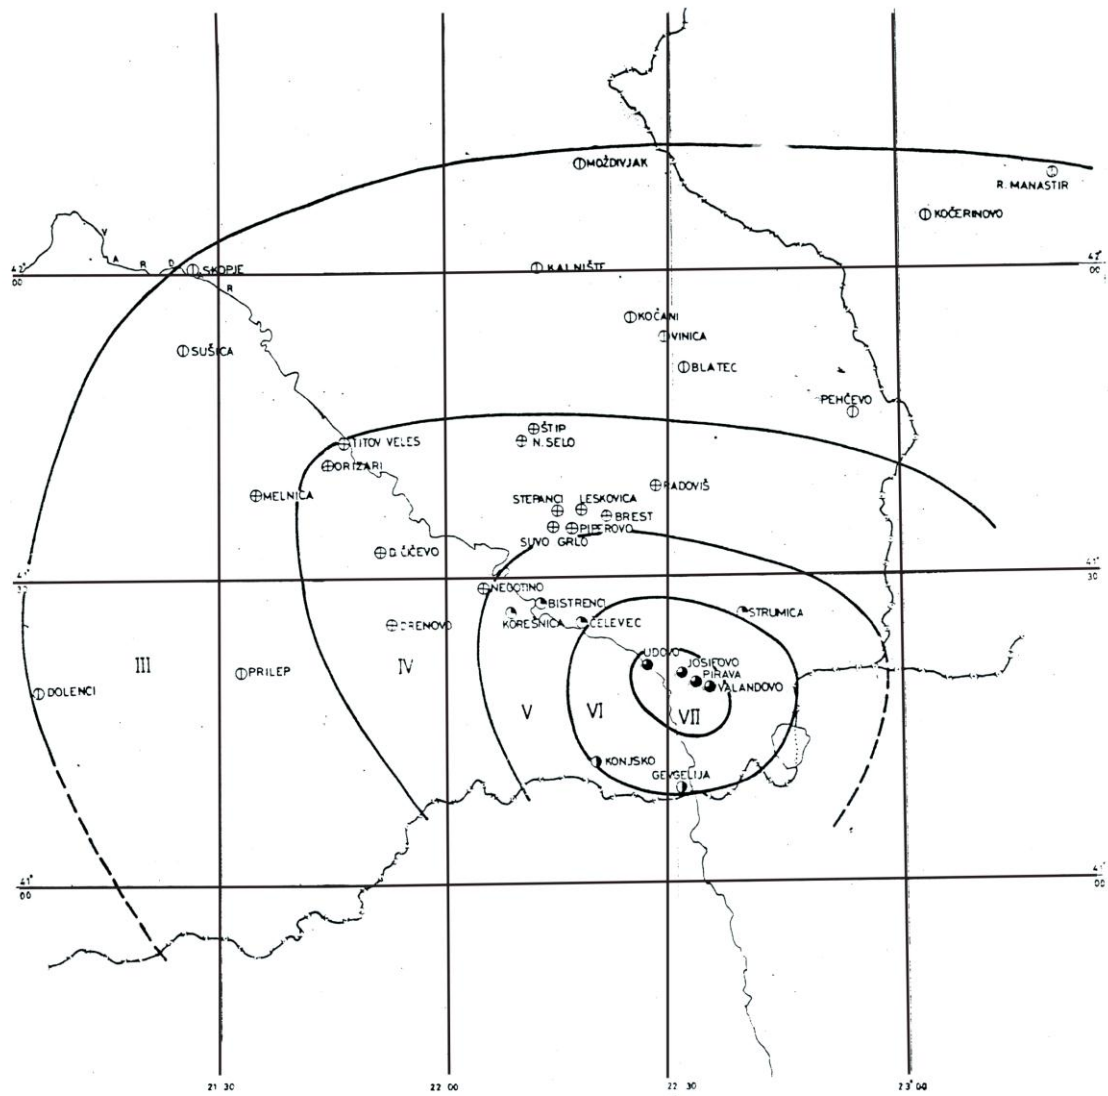 MOŽDIVJAK
R. MANASTIR
KOČERINOVO
V A R D A R
42°
00
SKOPJE
KALNIŠTE
42°
00
KOČANI
VINICA
SUŠICA
BLATEC
PEHČEVO
ŠTIP
N. SELO
TITOV VELES
ORIZARI
MELNICA
RADOVIŠ
STEPANCI
LESKOVICA
BREST
PIPEROVO
SUVO GRLO
D. ČIČEVO
41°
30
41°
30
NEGOTINO
BISTRENCI
KOREŠNICA
ČELEVEC
STRUMICA
DRENOVO
UDOVO
JOSIFOVO
PIRAVA
VALANDOVO
III
IV
PRILEP
DOLENCI
V
VI
VII
KONJSKO
GEVGELIJA
41°
00
41°
00
21° 30
22 00
22° 30
23° 00